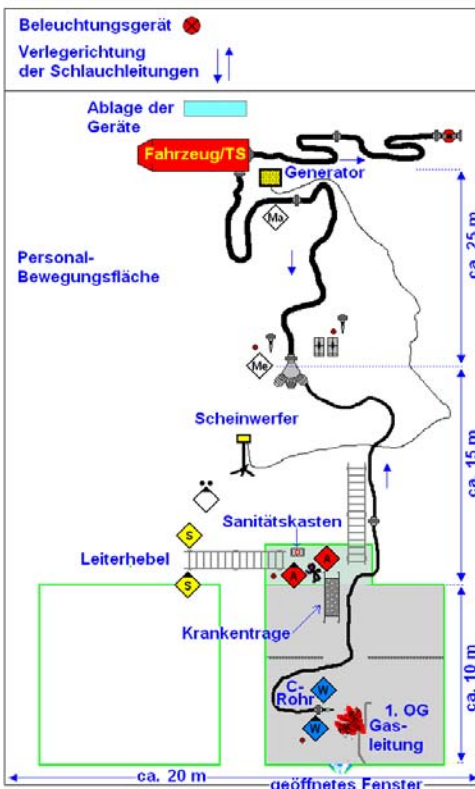 Beleuchtungsgerät
Verlegerichtung
der Schlauchleitungen
Ablage der
Geräte
Fahrzeug/TS
Generator
Ma
Personal-
Bewegungsfläche
ca. 25 m
Me
Scheinwerfer
ca. 15 m
Sanitätskasten
S
Leiterhebel
A
A
S
Krankentrage
C-
Rohr
W
W
1. OG
Gas-
leitung
ca. 10 m
ca. 20 m
geöffnetes Fenster